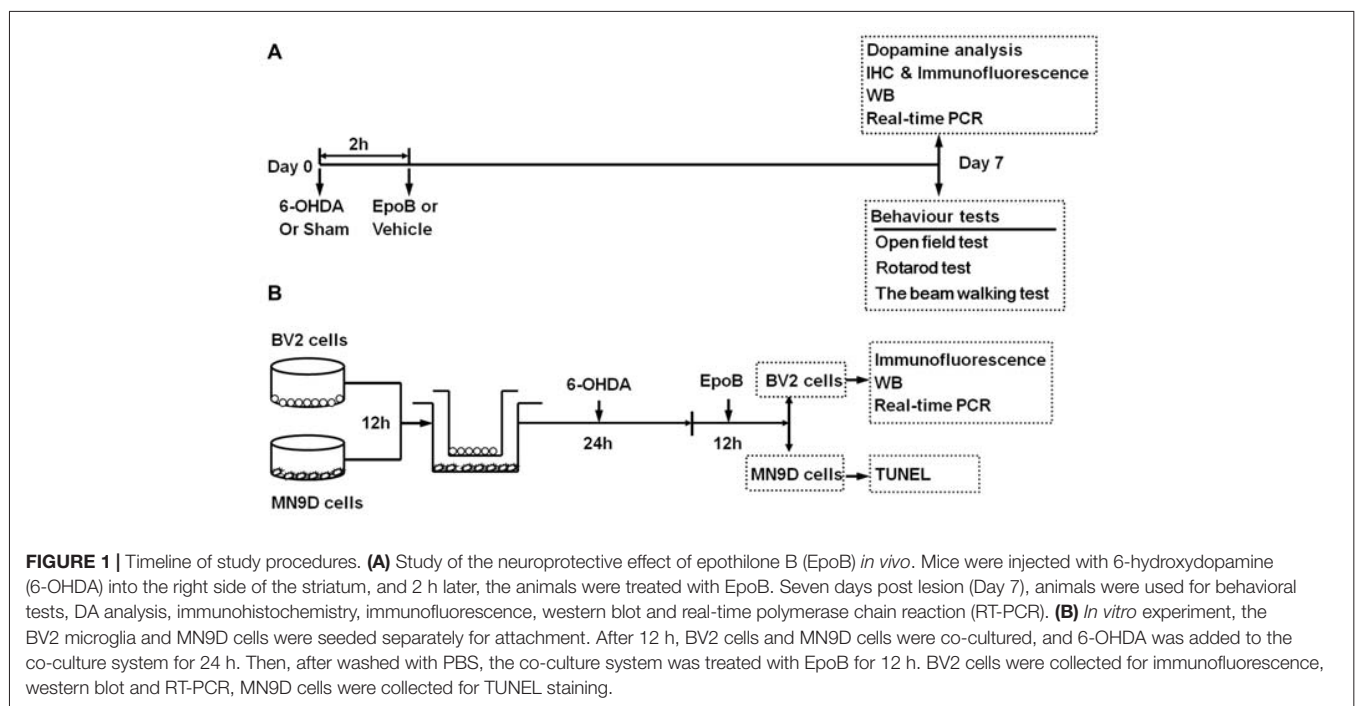 A
Dopamine analysis
IHC & Immunofluorescence
WB
Real-time PCR
2h
Day 0
Day 7
6-OHDA
Or Sham
EpoB or
Vehicle
Behaviour tests
Open field test
Rotarod test
The beam walking test
B
BV2 cells
12h
MN9D cells
6-OHDA
24h
EpoB
12h
BV2 cells
Immunofluorescence
WB
Real-time PCR
MN9D cells
TUNEL
FIGURE 1 | Timeline of study procedures. (A) Study of the neuroprotective effect of epothilone B (EpoB) in vivo. Mice were injected with 6-hydroxydopamine
(6-OHDA) into the right side of the striatum, and 2 h later, the animals were treated with EpoB. Seven days post lesion (Day 7), animals were used for behavioral
tests, DA analysis, immunohistochemistry, immunofluorescence, western blot and real-time polymerase chain reaction (RT-PCR). (B) In vitro experiment, the
BV2 microglia and MN9D cells were seeded separately for attachment. After 12 h, BV2 cells and MN9D cells were co-cultured, and 6-OHDA was added to the
co-culture system for 24 h. Then, after washed with PBS, the co-culture system was treated with EpoB for 12 h. BV2 cells were collected for immunofluorescence,
western blot and RT-PCR, MN9D cells were collected for TUNEL staining.